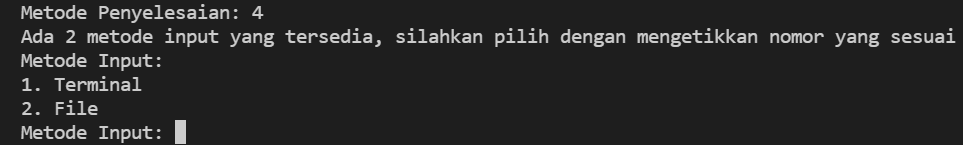 Metode Penyelesaian: 4
Ada 2 metode input yang tersedia, silahkan pilih dengan mengetikkan nomor yang sesuai
Metode Input:
1. Terminal
2. File
Metode Input: